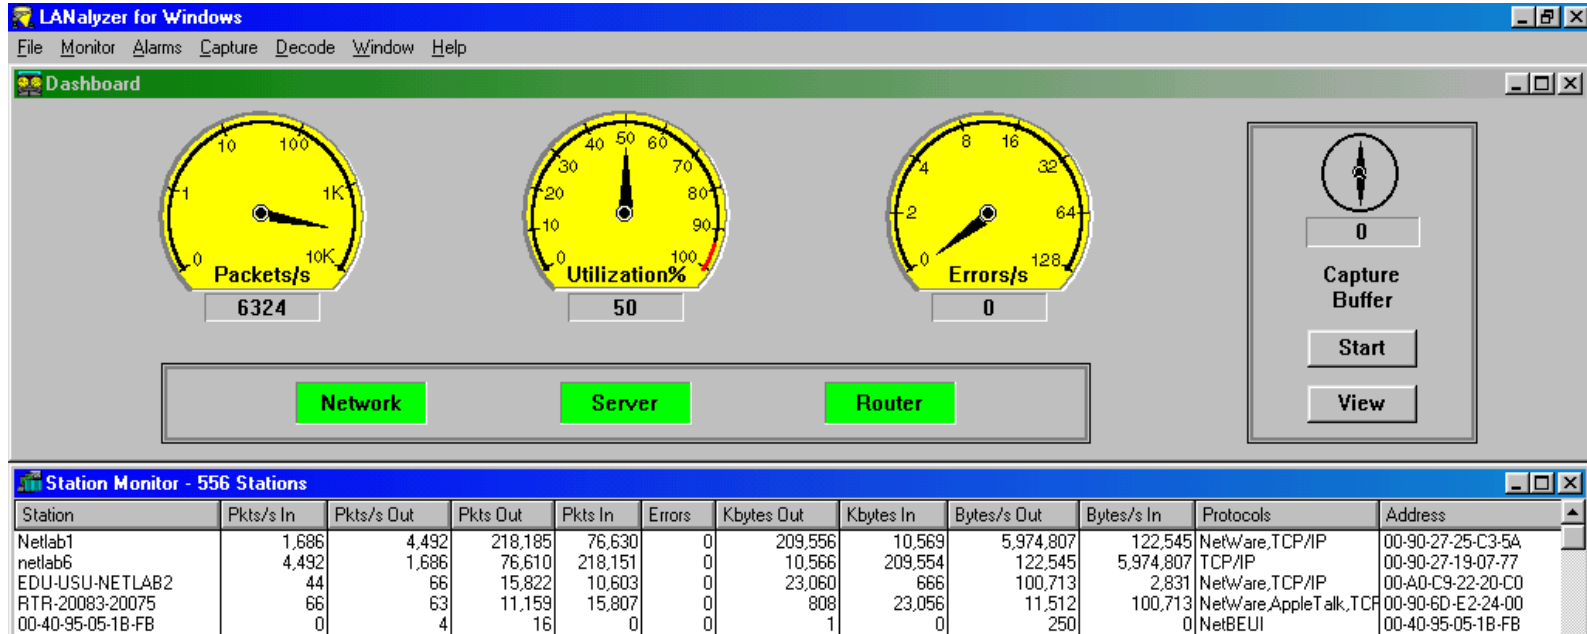 LANalyzer for Windows
File Monitor Alarms Capture Decode Window Help
Dashboard
0 1 10 100 1K 10K
Packets/s
6324
0 10 20 30 40 50 60 70 80 90 100
Utilization%
50
0 2 4 8 16 32 64 128
Errors/s
0
0
Capture
Buffer
Start
View
Network Server Router
Station Monitor - 556 Stations
Station Pkts/s In Pkts/s Out Pkts Out Pkts In Errors Kbytes Out Kbytes In Bytes/s Out Bytes/s In Protocols Address
Netlab1 1,686 4,492 218,185 76,630 0 209,556 10,569 5,974,807 122,545 NetWare,TCP/IP 00-90-27-25-C3-5A
netlab6 4,492 1,686 76,610 218,151 0 10,566 209,554 122,545 5,974,807 TCP/IP 00-90-27-19-07-77
EDU-USU-NETLAB2 44 66 15,822 10,603 0 23,060 666 100,713 2,831 NetWare,TCP/IP 00-A0-C9-22-20-C0
RTR-20083-20075 66 63 11,159 15,807 0 808 23,056 11,512 100,713 NetWare,AppleTalk,TCP 00-90-6D-E2-24-00
00-40-95-05-1B-FB 0 4 16 0 0 1 0 250 0 NetBEUI 00-40-95-05-1B-FB